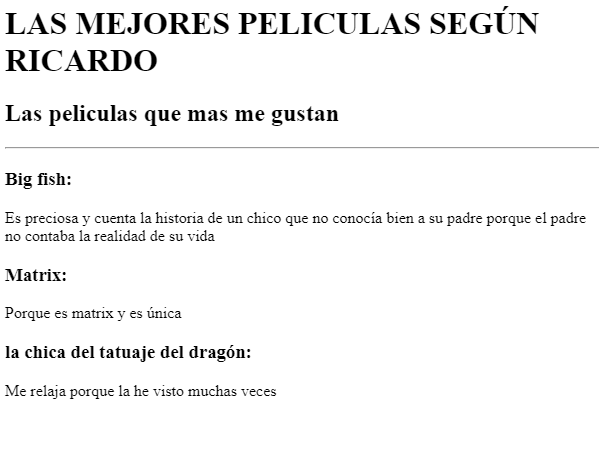 LAS MEJORES PELICULAS SEGÚN
RICARDO
Las peliculas que mas me gustan
Big fish:
Es preciosa y cuenta la historia de un chico que no conocía bien a su padre porque el padre
no contaba la realidad de su vida
Matrix:
Porque es matrix y es única
la chica del tatuaje del dragón:
Me relaja porque la he visto muchas veces